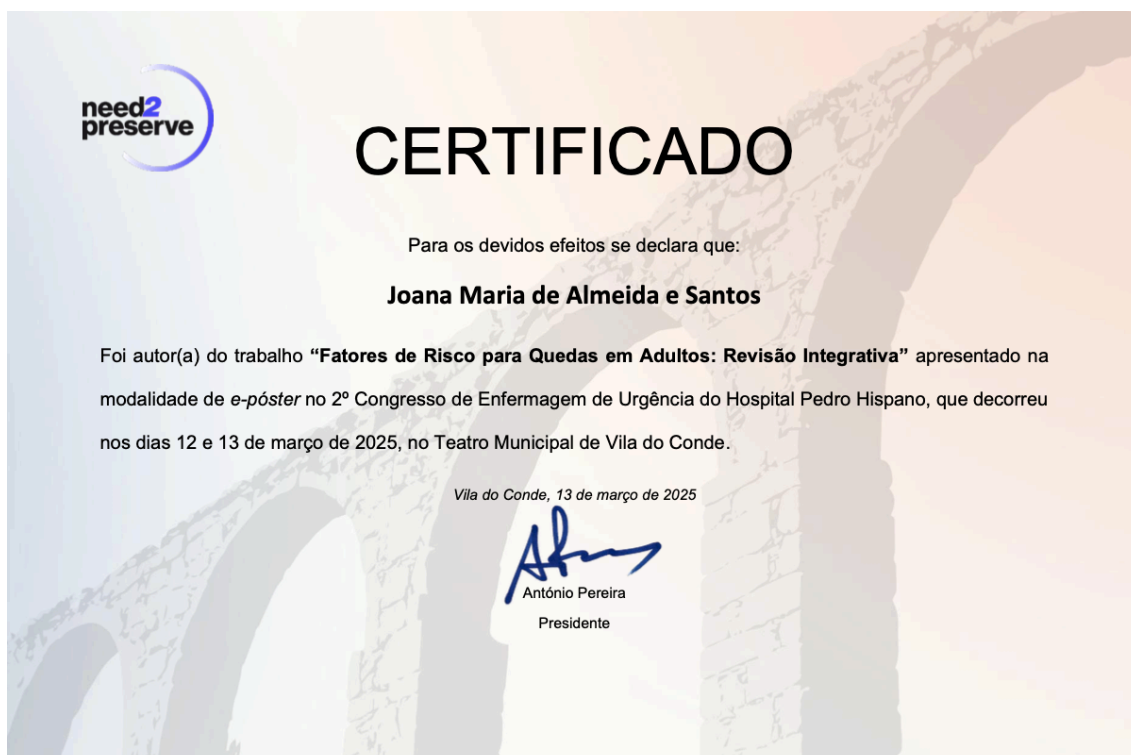 need2
preserve
CERTIFICADO
Para os devidos efeitos se declara que:
Joana Maria de Almeida e Santos
Foi autor(a) do trabalho “Fatores de Risco para Quedas em Adultos: Revisão Integrativa” apresentado na
modalidade de e-póster no 2º Congresso de Enfermagem de Urgência do Hospital Pedro Hispano, que decorreu
nos dias 12 e 13 de março de 2025, no Teatro Municipal de Vila do Conde.
Vila do Conde, 13 de março de 2025
António Pereira
Presidente